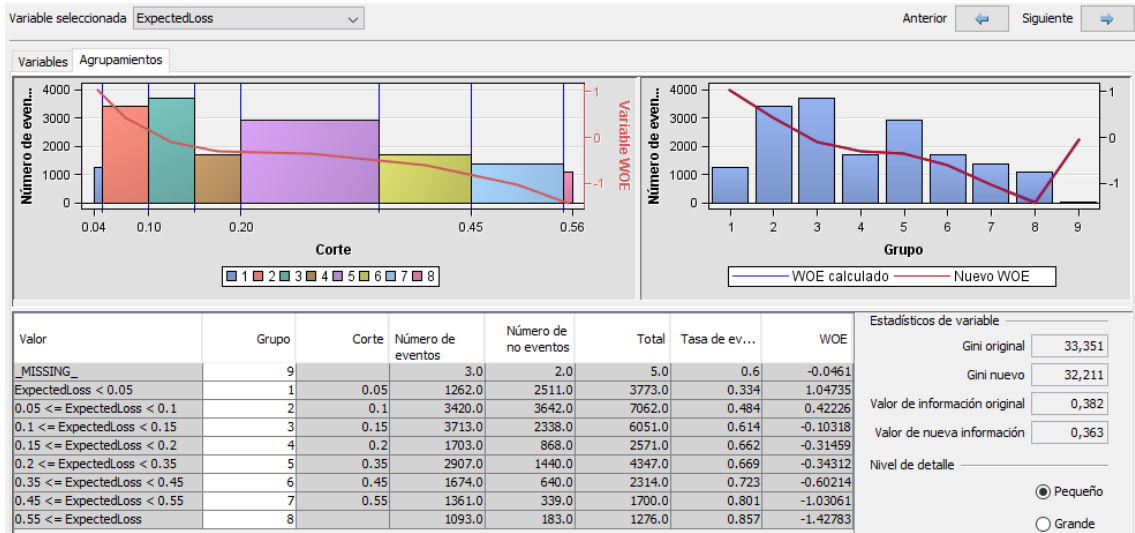 Variable seleccionada ExpectedLoss Anterior Siguiente
Variables Agrupamientos
Número de even...
4000
3000
2000
1000
0
0.04 0.10 0.20 0.45 0.56
Corte
1
0
-1
Variable WOE
1 2 3 4 5 6 7 8
Número de even...
4000
3000
2000
1000
0
1 2 3 4 5 6 7 8 9
Grupo
1
0
-1
WOE calculado Nuevo WOE
Valor Grupo Corte Número de eventos Número de no eventos Total Tasa de ev... WOE
_MISSING_ 9 3.0 2.0 5.0 0.6 -0.0461
ExpectedLoss < 0.05 1 0.05 1262.0 2511.0 3773.0 0.334 1.04735
0.05 <= ExpectedLoss < 0.1 2 0.1 3420.0 3642.0 7062.0 0.484 0.42226
0.1 <= ExpectedLoss < 0.15 3 0.15 3713.0 2338.0 6051.0 0.614 -0.10318
0.15 <= ExpectedLoss < 0.2 4 0.2 1703.0 868.0 2571.0 0.662 -0.31459
0.2 <= ExpectedLoss < 0.35 5 0.35 2907.0 1440.0 4347.0 0.669 -0.34312
0.35 <= ExpectedLoss < 0.45 6 0.45 1674.0 640.0 2314.0 0.723 -0.60214
0.45 <= ExpectedLoss < 0.55 7 0.55 1361.0 339.0 1700.0 0.801 -1.03061
0.55 <= ExpectedLoss 8 1093.0 183.0 1276.0 0.857 -1.42783
Estadísticos de variable
Gini original 33,351
Gini nuevo 32,211
Valor de información original 0,382
Valor de nueva información 0,363
Nivel de detalle
Pequeño
Grande